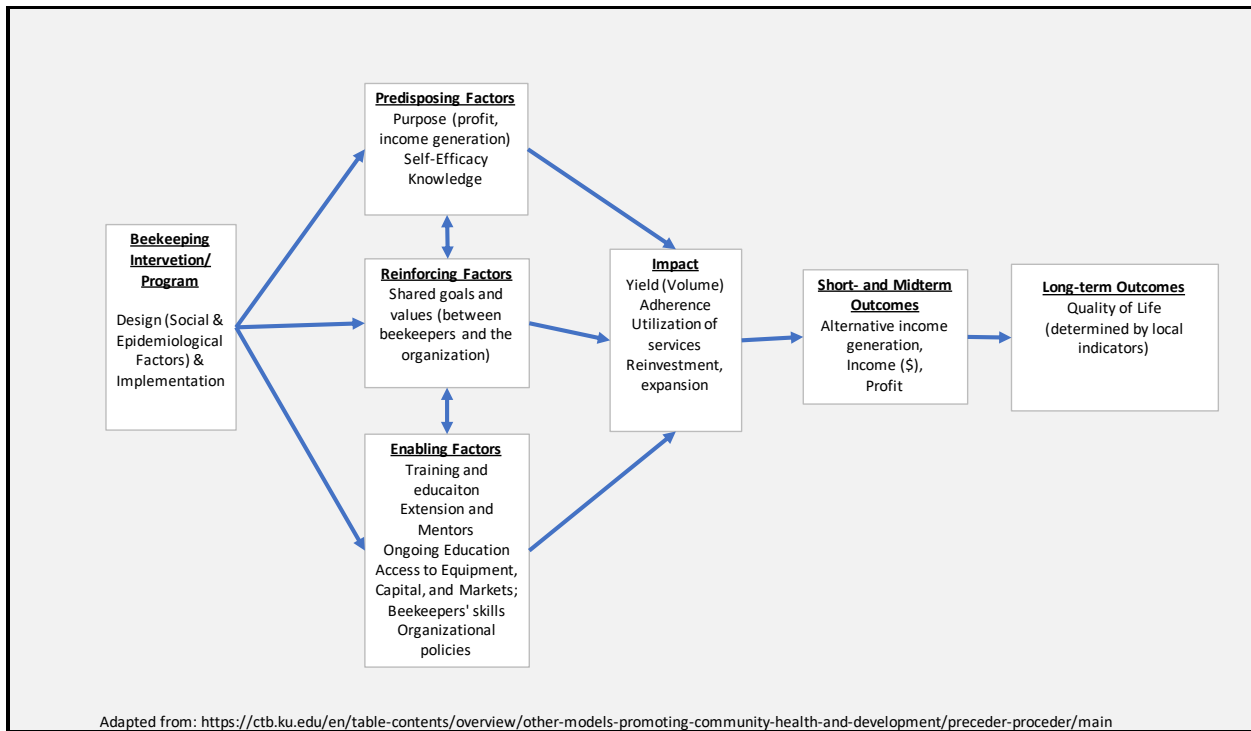 Predisposing Factors
Purpose (profit,
income generation)
Self-Efficacy
Knowledge
Beekeeping
Intervetion/
Program
Design (Social &
Epidemiological
Factors) &
Implementation
Reinforcing Factors
Shared goals and
values (between
beekeepers and the
organization)
Enabling Factors
Training and
educaiton
Extension and
Mentors
Ongoing Education
Access to Equipment,
Capital, and Markets;
Beekeepers' skills
Organizational
policies
Impact
Yield (Volume)
Adherence
Utilization of
services
Reinvestment,
expansion
Short- and Midterm
Outcomes
Alternative income
generation,
Income ($),
Profit
Long-term Outcomes
Quality of Life
(determined by local
indicators)
Adapted from: https://ctb.ku.edu/en/table-contents/overview/other-models-promoting-community-health-and-development/preceder-proceder/main